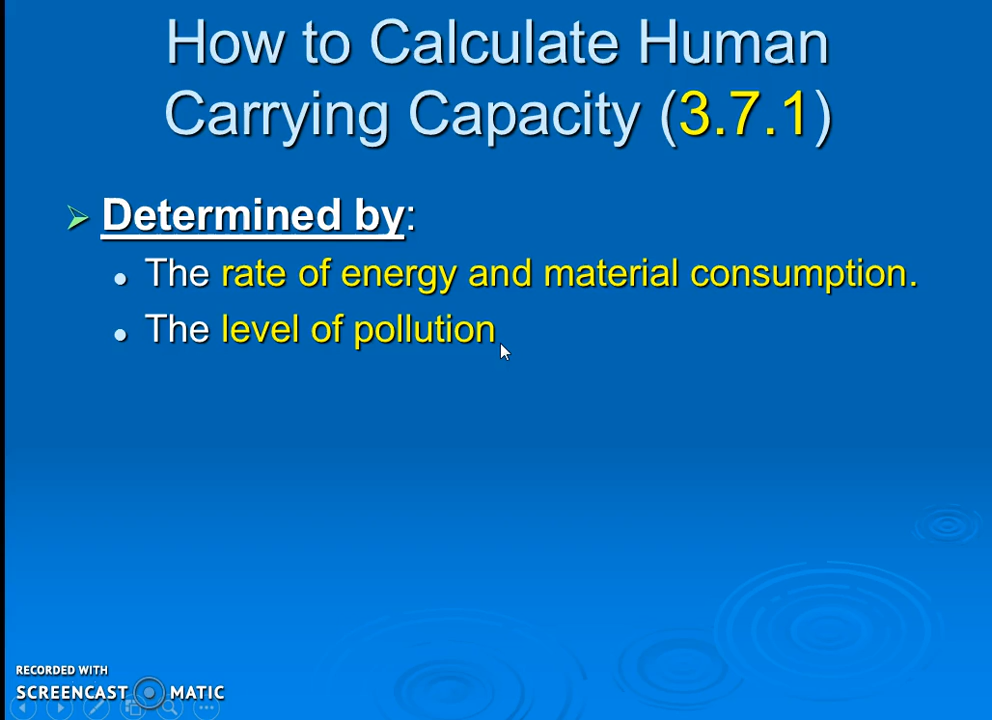 How to Calculate Human
Carrying Capacity (3.7.1)
Determined by:
The rate of energy and material consumption.
The level of pollution
RECORDED WITH
SCREENCAST MATIC